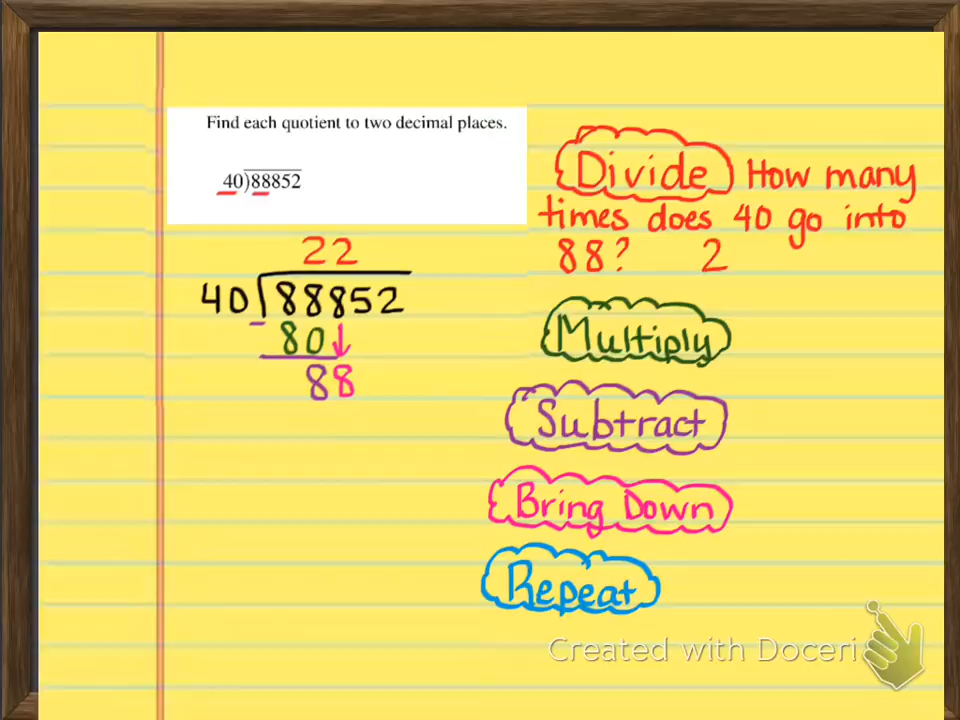 Find each quotient to two decimal places.
40)88852
22
40)88852
80↓
88
Divide How many
times does 40 go into
88? 2
Multiply
Subtract
Bring Down
Repeat
Created with Doceri